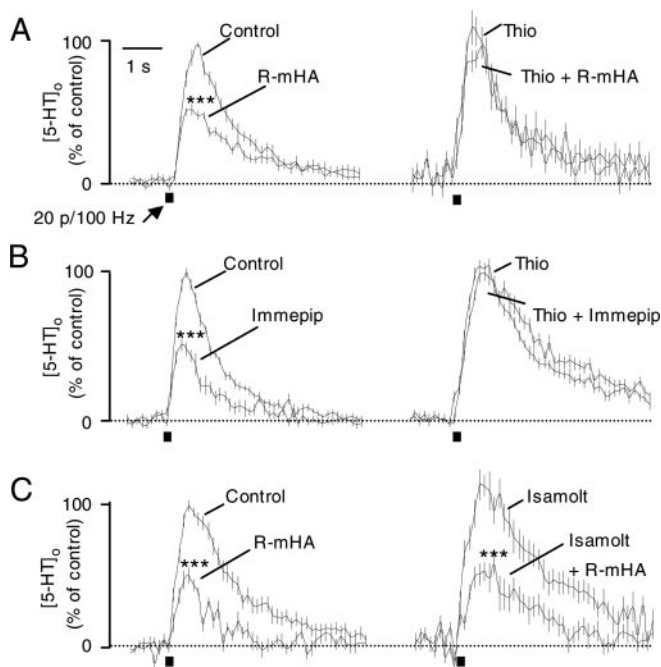 A
100
Control
Thio
1 s
R-mHA
Thio + R-mHA
***
[5-HT]o
(% of control)
0
20 p/100 Hz
B
Control
Thio
100
Immepip
Thio + Immepip
***
[5-HT]o
(% of control)
0
C
Control
Isamolt
100
R-mHA
Isamolt
+ R-mHA
***
***
[5-HT]o
(% of control)
0